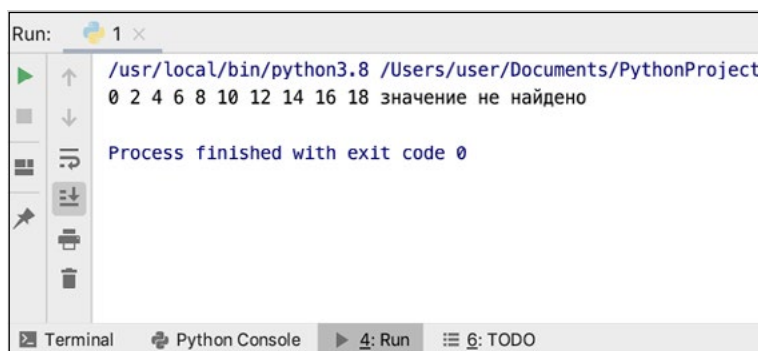 Run: 1
/usr/local/bin/python3.8 /Users/user/Documents/PythonProject
0 2 4 6 8 10 12 14 16 18 значение не найдено
Process finished with exit code 0
Terminal Python Console 4: Run 6: TODO